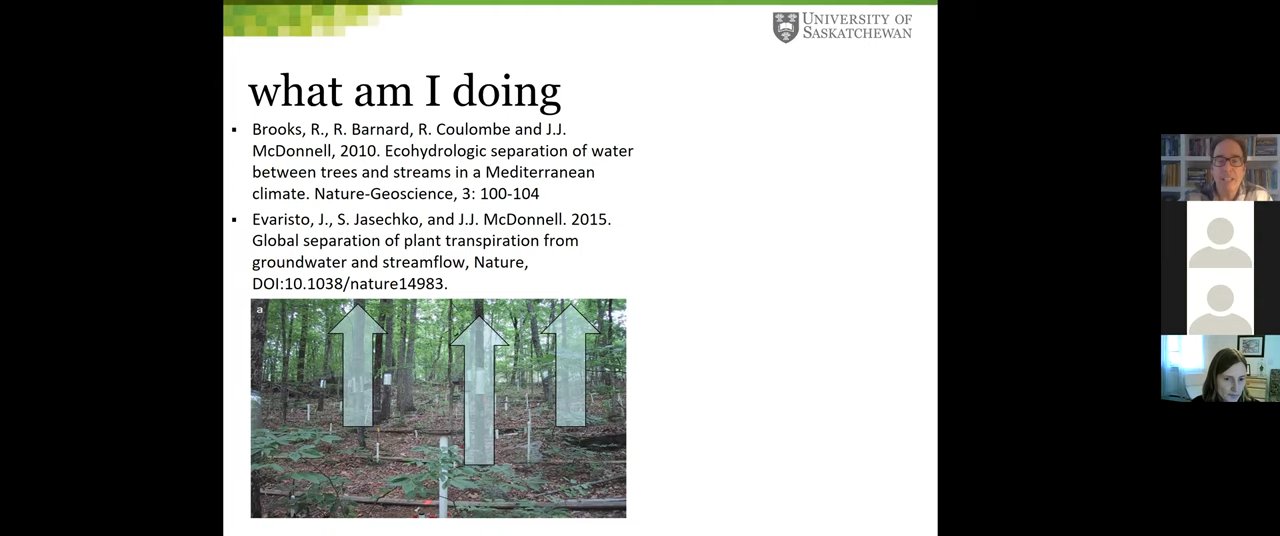 UNIVERSITY OF
SASKATCHEWAN
what am I doing
▪ Brooks, R., R. Barnard, R. Coulombe and J.J.
McDonnell, 2010. Ecohydrologic separation of water
between trees and streams in a Mediterranean
climate. Nature-Geoscience, 3: 100-104
▪ Evaristo, J., S. Jasechko, and J.J. McDonnell. 2015.
Global separation of plant transpiration from
groundwater and streamflow, Nature,
DOI:10.1038/nature14983.
a